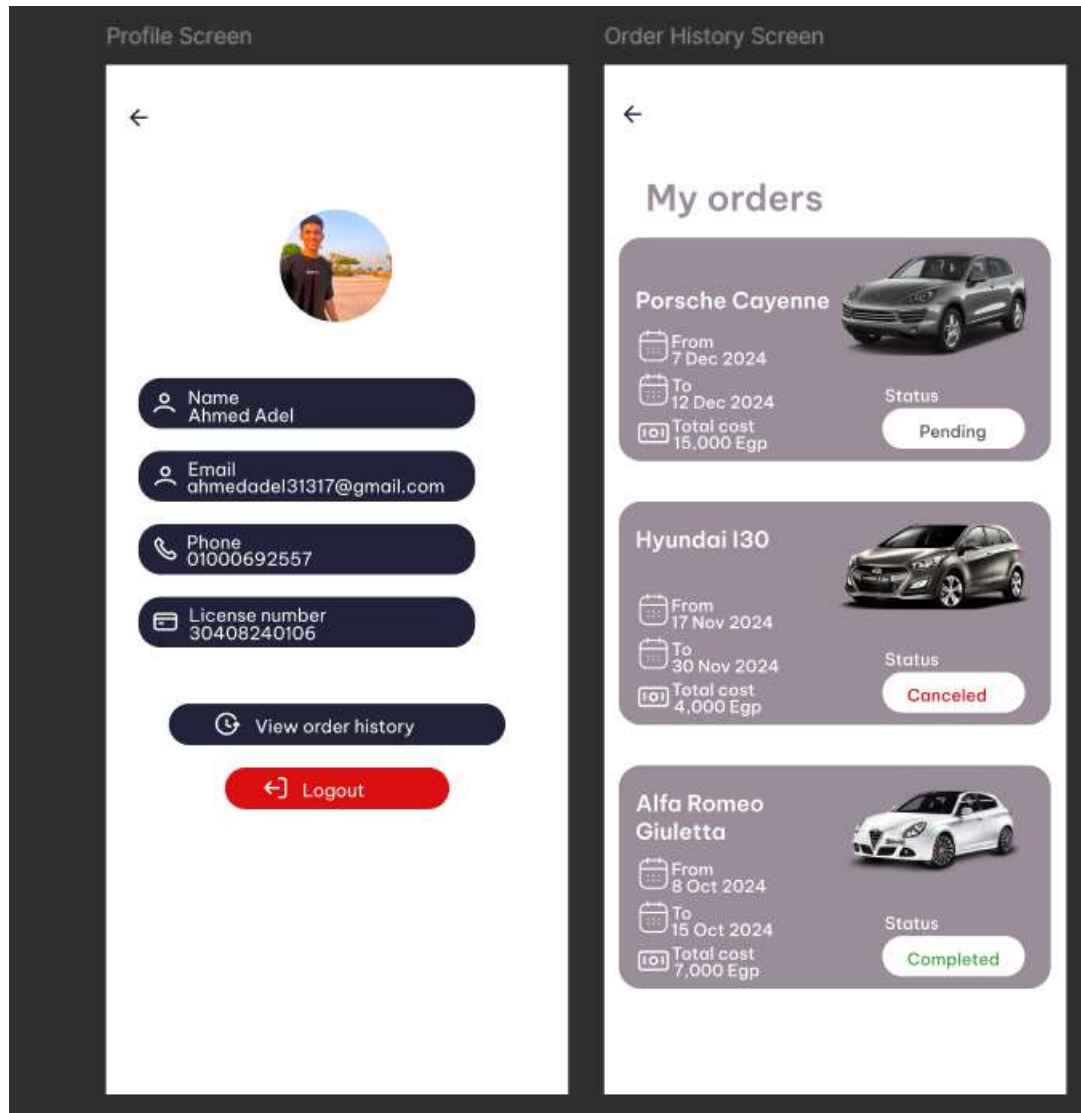 Profile Screen
Name
Ahmed Adel
Email
ahmedadel31317@gmail.com
Phone
01000692557
License number
30408240106
View order history
Logout
Order History Screen
My orders
Porsche Cayenne
From
7 Dec 2024
To
12 Dec 2024
Total cost
15,000 Egp
Status
Pending
Hyundai I30
From
17 Nov 2024
To
30 Nov 2024
Total cost
4,000 Egp
Status
Canceled
Alfa Romeo
Giuletta
From
8 Oct 2024
To
15 Oct 2024
Total cost
7,000 Egp
Status
Completed